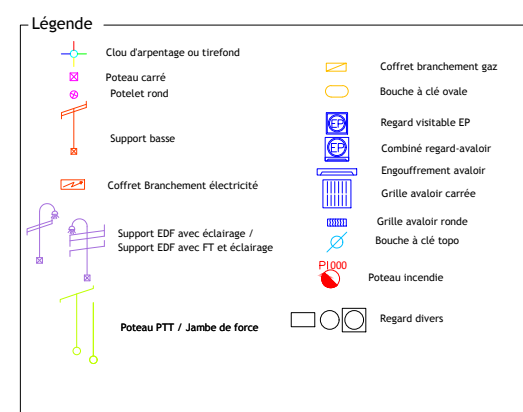 Légende
Clou d'arpentage ou tirefond
Poteau carré
Potelet rond
Support basse
Coffret Branchement électricité
Support EDF avec éclairage /
Support EDF avec FT et éclairage
Poteau PTT / Jambe de force
Coffret branchement gaz
Bouche à clé ovale
EP
Regard visitable EP
EP
Combiné regard-avaloir
Engouffrement avaloir
Grille avaloir carrée
Grille avaloir ronde
Bouche à clé topo
PI000
Poteau incendie
Regard divers